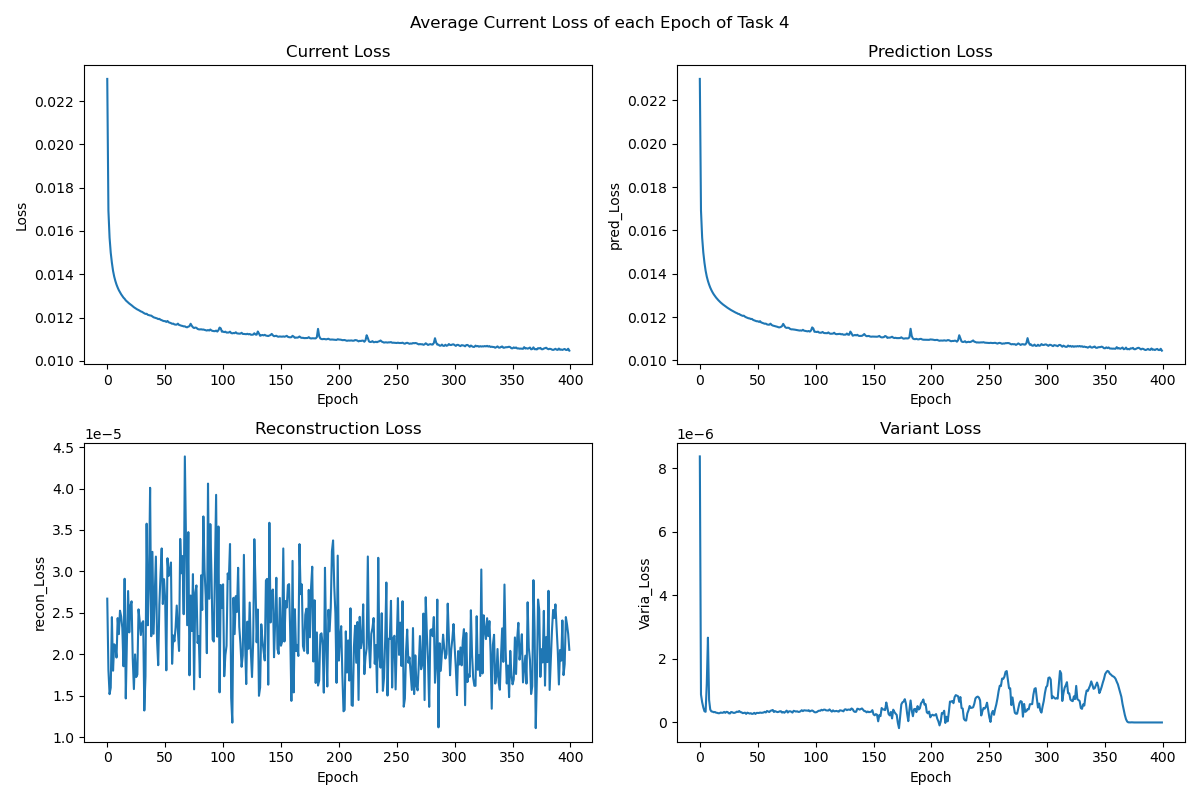 Average Current Loss of each Epoch of Task 4
Current Loss
Loss
0.022
0.020
0.018
0.016
0.014
0.012
0.010
0 50 100 150 200 250 300 350 400
Epoch
Prediction Loss
pred_Loss
0.022
0.020
0.018
0.016
0.014
0.012
0.010
0 50 100 150 200 250 300 350 400
Epoch
Reconstruction Loss
1e−5
recon_Loss
4.5
4.0
3.5
3.0
2.5
2.0
1.5
1.0
0 50 100 150 200 250 300 350 400
Epoch
Variant Loss
1e−6
Varia_Loss
8
6
4
2
0
0 50 100 150 200 250 300 350 400
Epoch